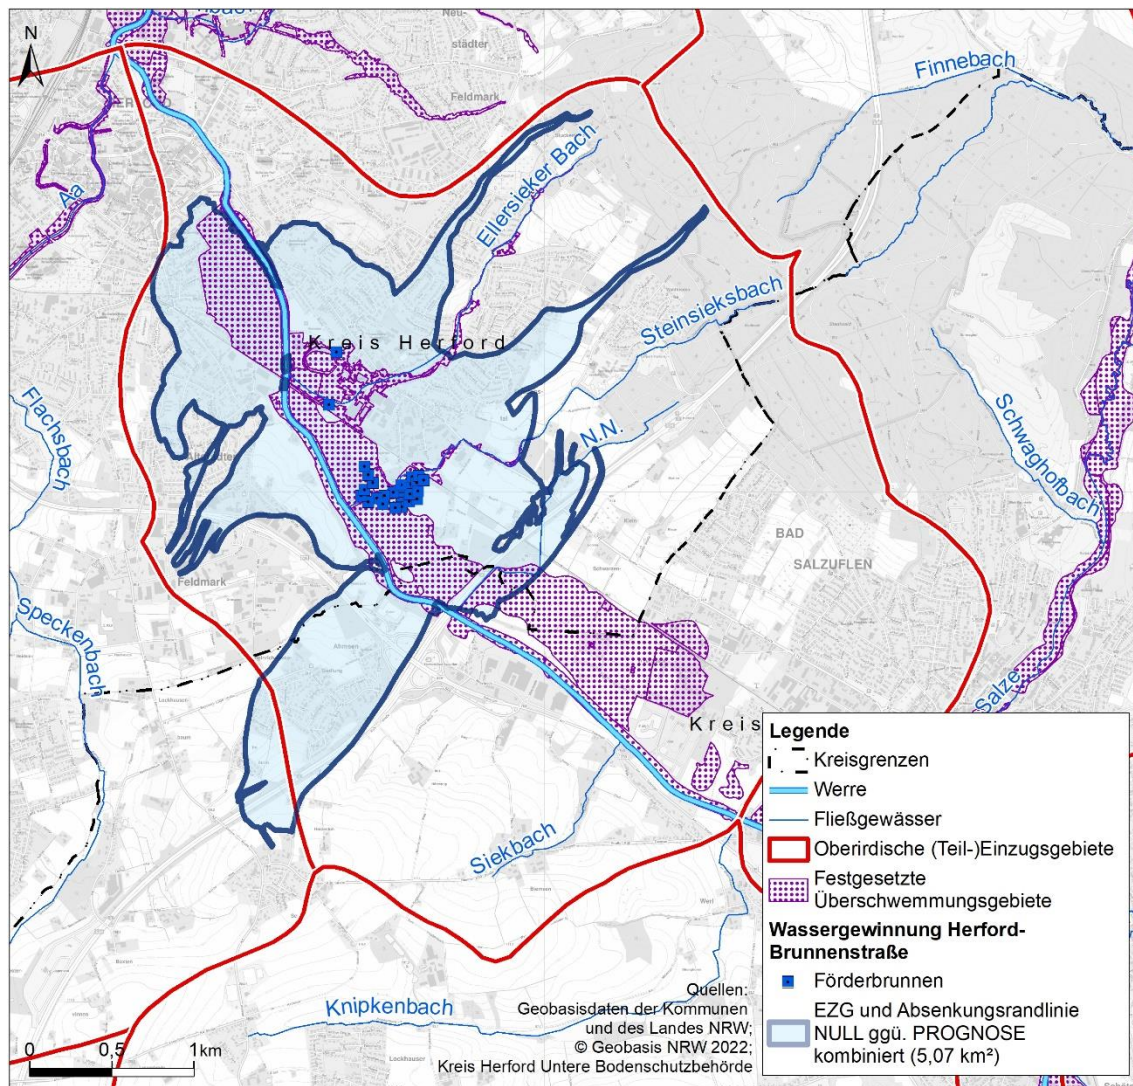 N
Neu-
städter
Feldmark
Finnebach
Aa
Ellersieker Bach
Steinsieksbach
Kreis Herford
N.N.
Flachsbach
Schwaghofbach
BAD
SALZUFLEN
Feldmark
Speckenbach
Salze
Kreis
Siekbach
Knipkenbach
Lockhausen
Legende
Kreisgrenzen
Werre
Fließgewässer
Oberirdische (Teil-)Einzugsgebiete
Festgesetzte
Überschwemmungsgebiete
Wassergewinnung Herford-
Brunnenstraße
Förderbrunnen
EZG und Absenkungsrandlinie
NULL ggü. PROGNOSE
kombiniert (5,07 km²)
Quellen:
Geobasisdaten der Kommunen
und des Landes NRW;
© Geobasis NRW 2022;
Kreis Herford Untere Bodenschutzbehörde
0 0,5 1km